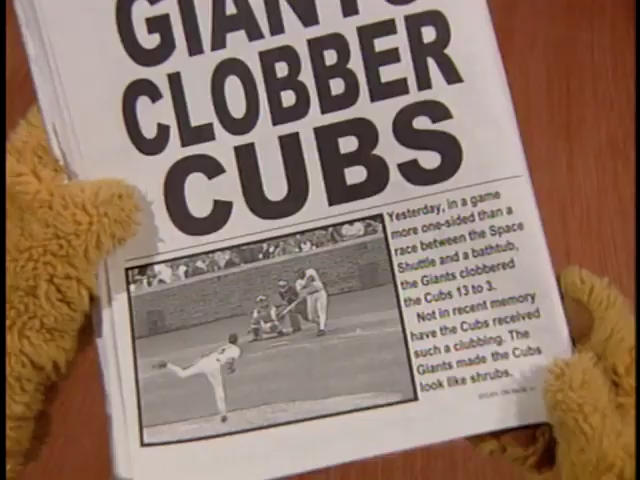 GIANTS
CLOBBER
CUBS
Yesterday, in a game
more one-sided than a
race between the Space
Shuttle and a bathtub,
the Giants clobbered
the Cubs 13 to 3.
Not in recent memory
have the Cubs received
such a clubbing. The
Giants made the Cubs
look like shrubs.